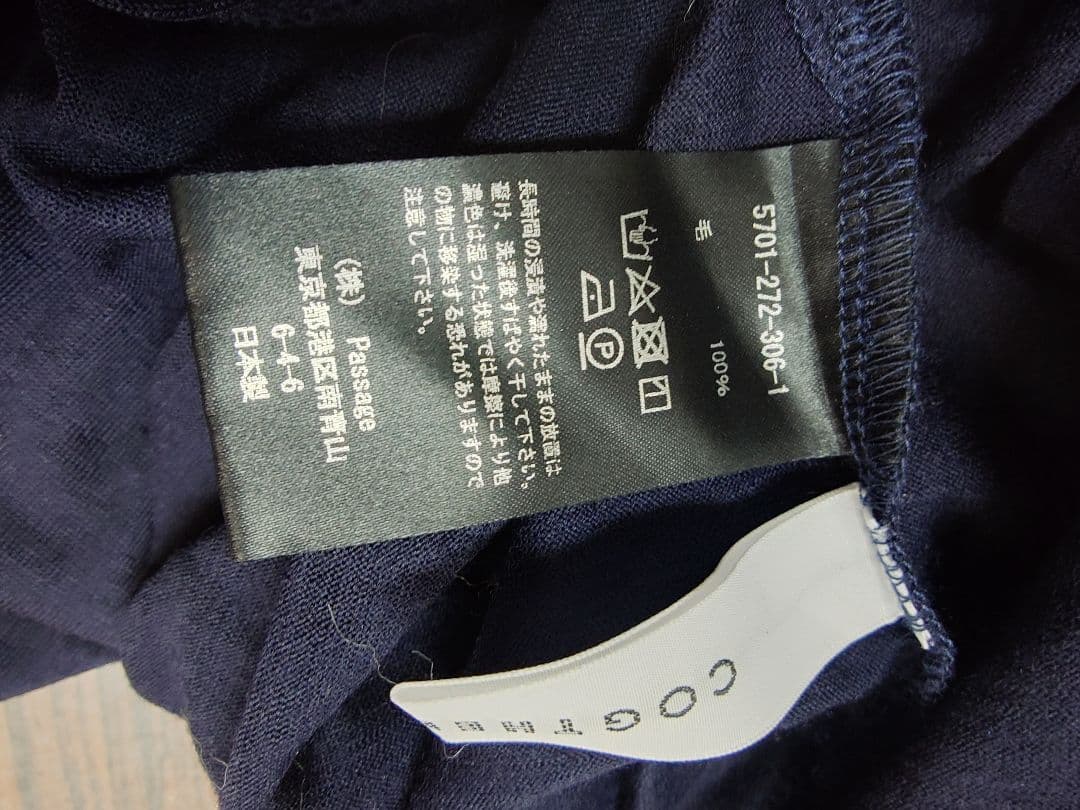 5701-272-306-1
毛 100%
P
長時間の浸漬や濡れたままの放置は
避け、洗濯後すばやく干して下さい。
濃色は湿った状態では摩擦により他
の物に移染する恐れがありますので
注意して下さい。
(株) Passage
東京都港区南青山
6-4-6
日本製
COGTHE